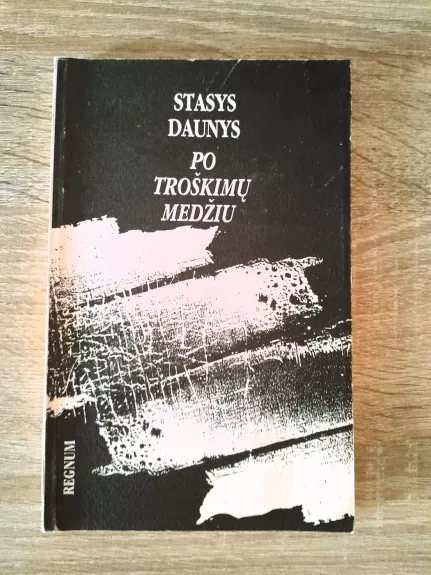 STASYS
DAUNYS
PO
TROŠKIMŲ
MEDŽIU
REGNUM